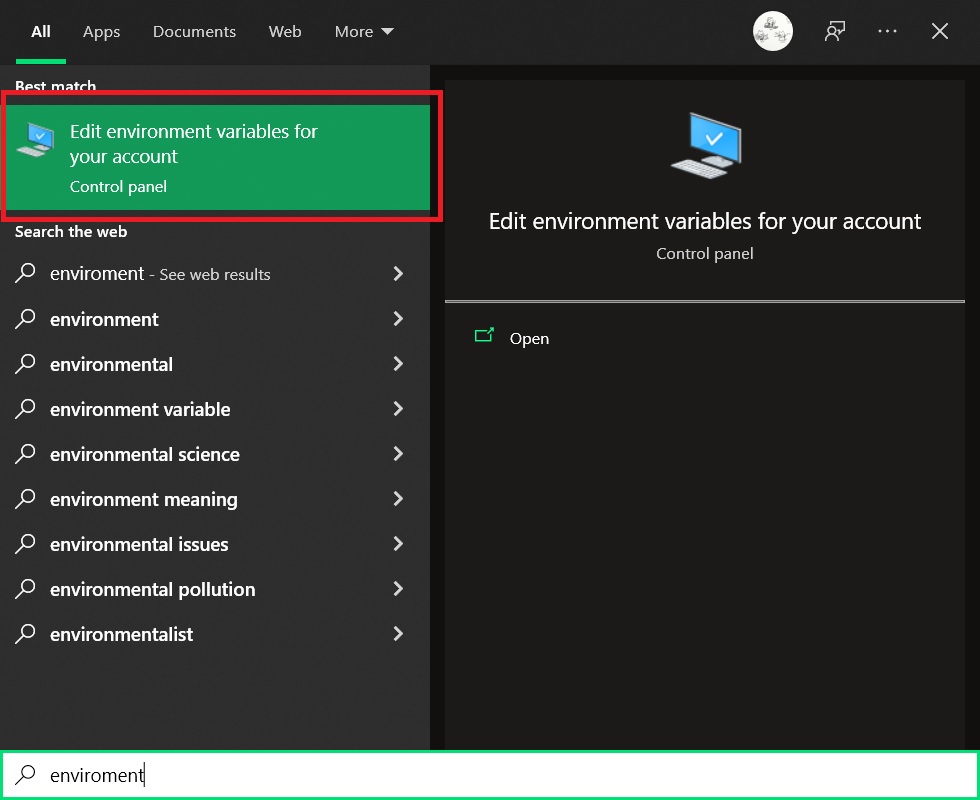 All Apps Documents Web More
Best match
Edit environment variables for
your account
Control panel
Search the web
enviroment - See web results
environment
environmental
environment variable
environmental science
environment meaning
environmental issues
environmental pollution
environmentalist
Edit environment variables for your account
Control panel
Open
enviroment